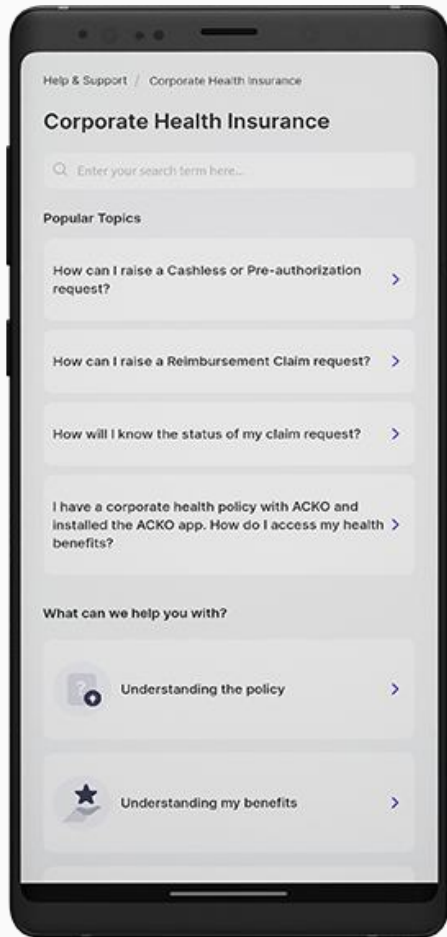 Help & Support / Corporate Health Insurance
Corporate Health Insurance
Enter your search term here...
Popular Topics
How can I raise a Cashless or Pre-authorization
request?
How can I raise a Reimbursement Claim request?
How will I know the status of my claim request?
I have a corporate health policy with ACKO and
installed the ACKO app. How do I access my health
benefits?
What can we help you with?
?
Understanding the policy
Understanding my benefits